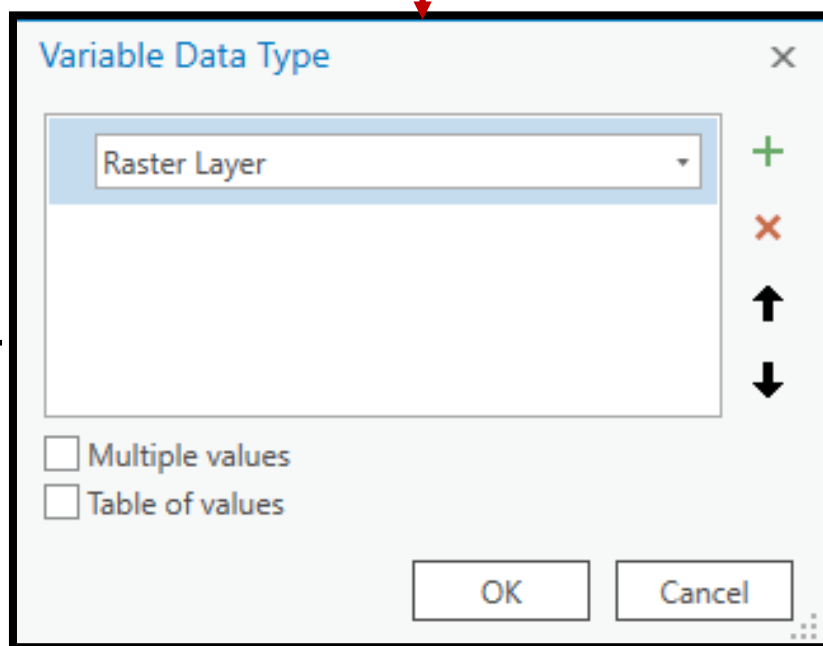 Variable Data Type
Raster Layer
Multiple values
Table of values
OK Cancel